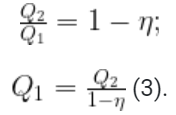 Q₂/Q₁ = 1 − η;
Q₁ = Q₂/(1−η) (3).